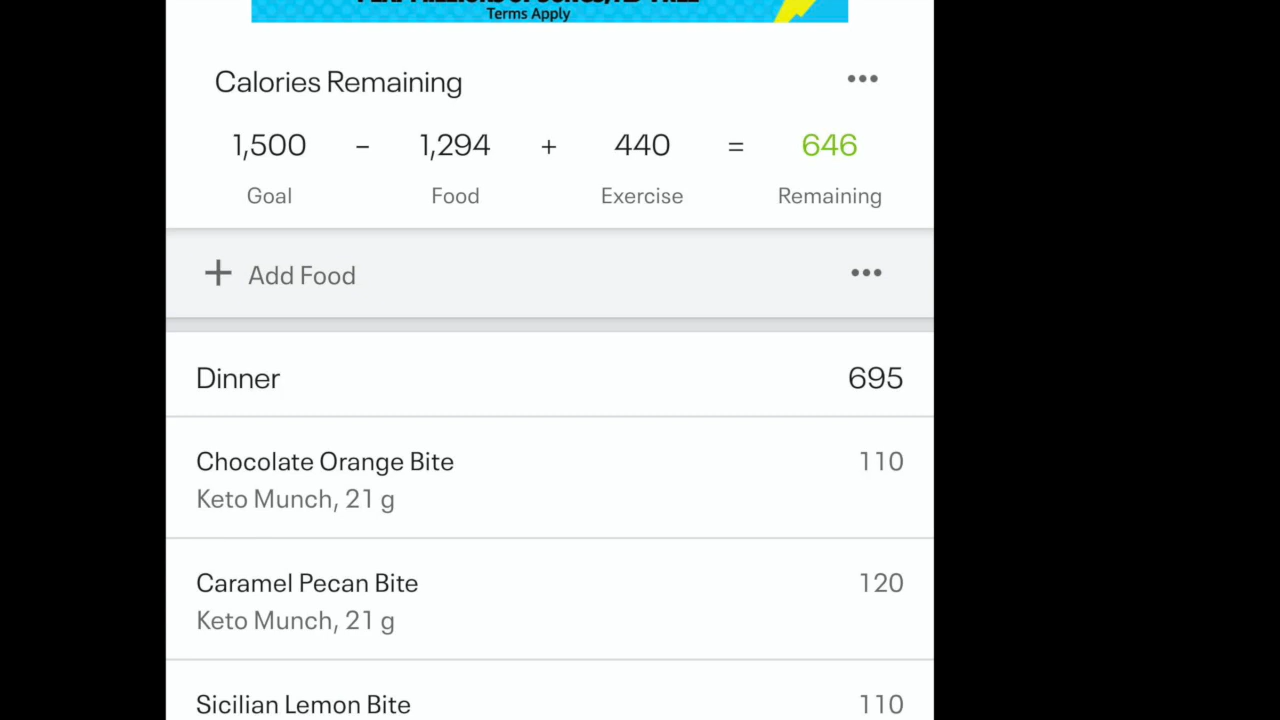 Terms Apply
Calories Remaining
1,500 - 1,294 + 440 = 646
Goal Food Exercise Remaining
+ Add Food
Dinner 695
Chocolate Orange Bite 110
Keto Munch, 21 g
Caramel Pecan Bite 120
Keto Munch, 21 g
Sicilian Lemon Bite 110